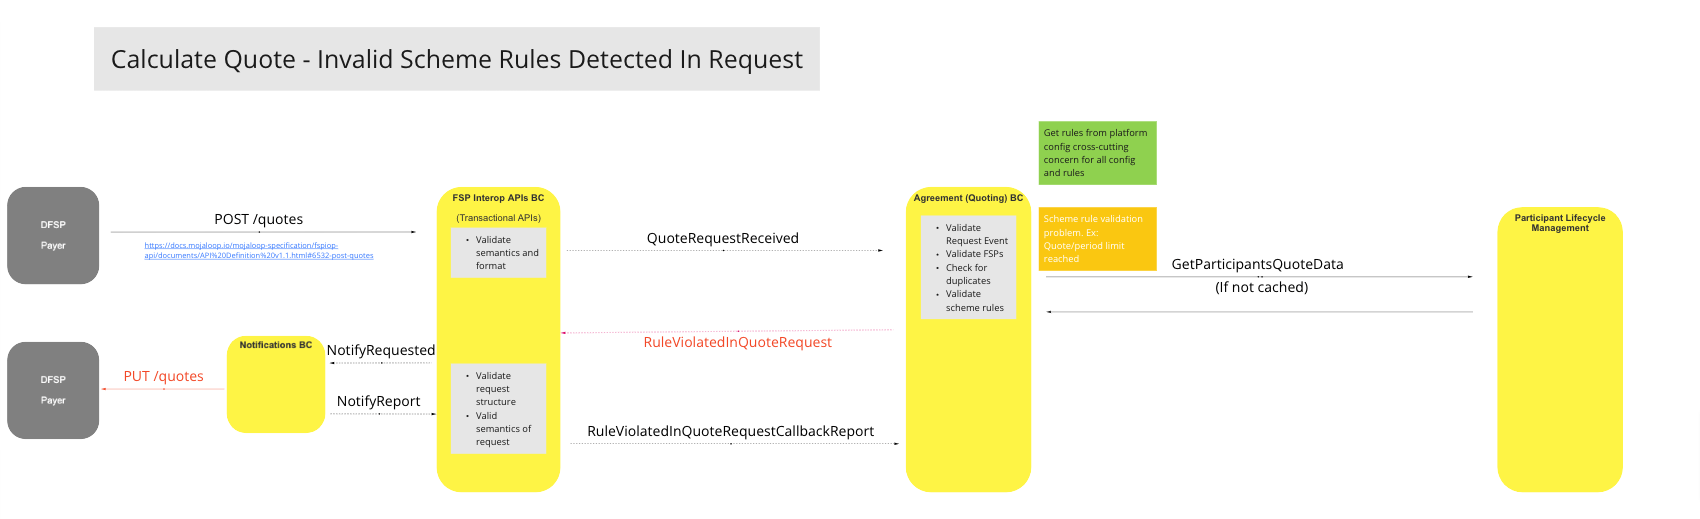 Calculate Quote - Invalid Scheme Rules Detected In Request
Get rules from platform
config cross-cutting
concern for all config
and rules
DFSP
Payer
POST /quotes
https://docs.mojaloop.io/mojaloop-specification/fspiop-
api/documents/API%20Definition%20v1.1.html#6532-post-quotes
FSP Interop APIs BC
(Transactional APIs)
• Validate
semantics and
format
QuoteRequestReceived
Agreement (Quoting) BC
• Validate
Request Event
• Validate FSPs
• Check for
duplicates
• Validate
scheme rules
Scheme rule validation
problem. Ex:
Quote/period limit
reached
GetParticipantsQuoteData
(If not cached)
Participant Lifecycle
Management
RuleViolatedInQuoteRequest
DFSP
Payer
PUT /quotes
Notifications BC
NotifyRequested
NotifyReport
• Validate
request
structure
• Valid
semantics of
request
RuleViolatedInQuoteRequestCallbackReport